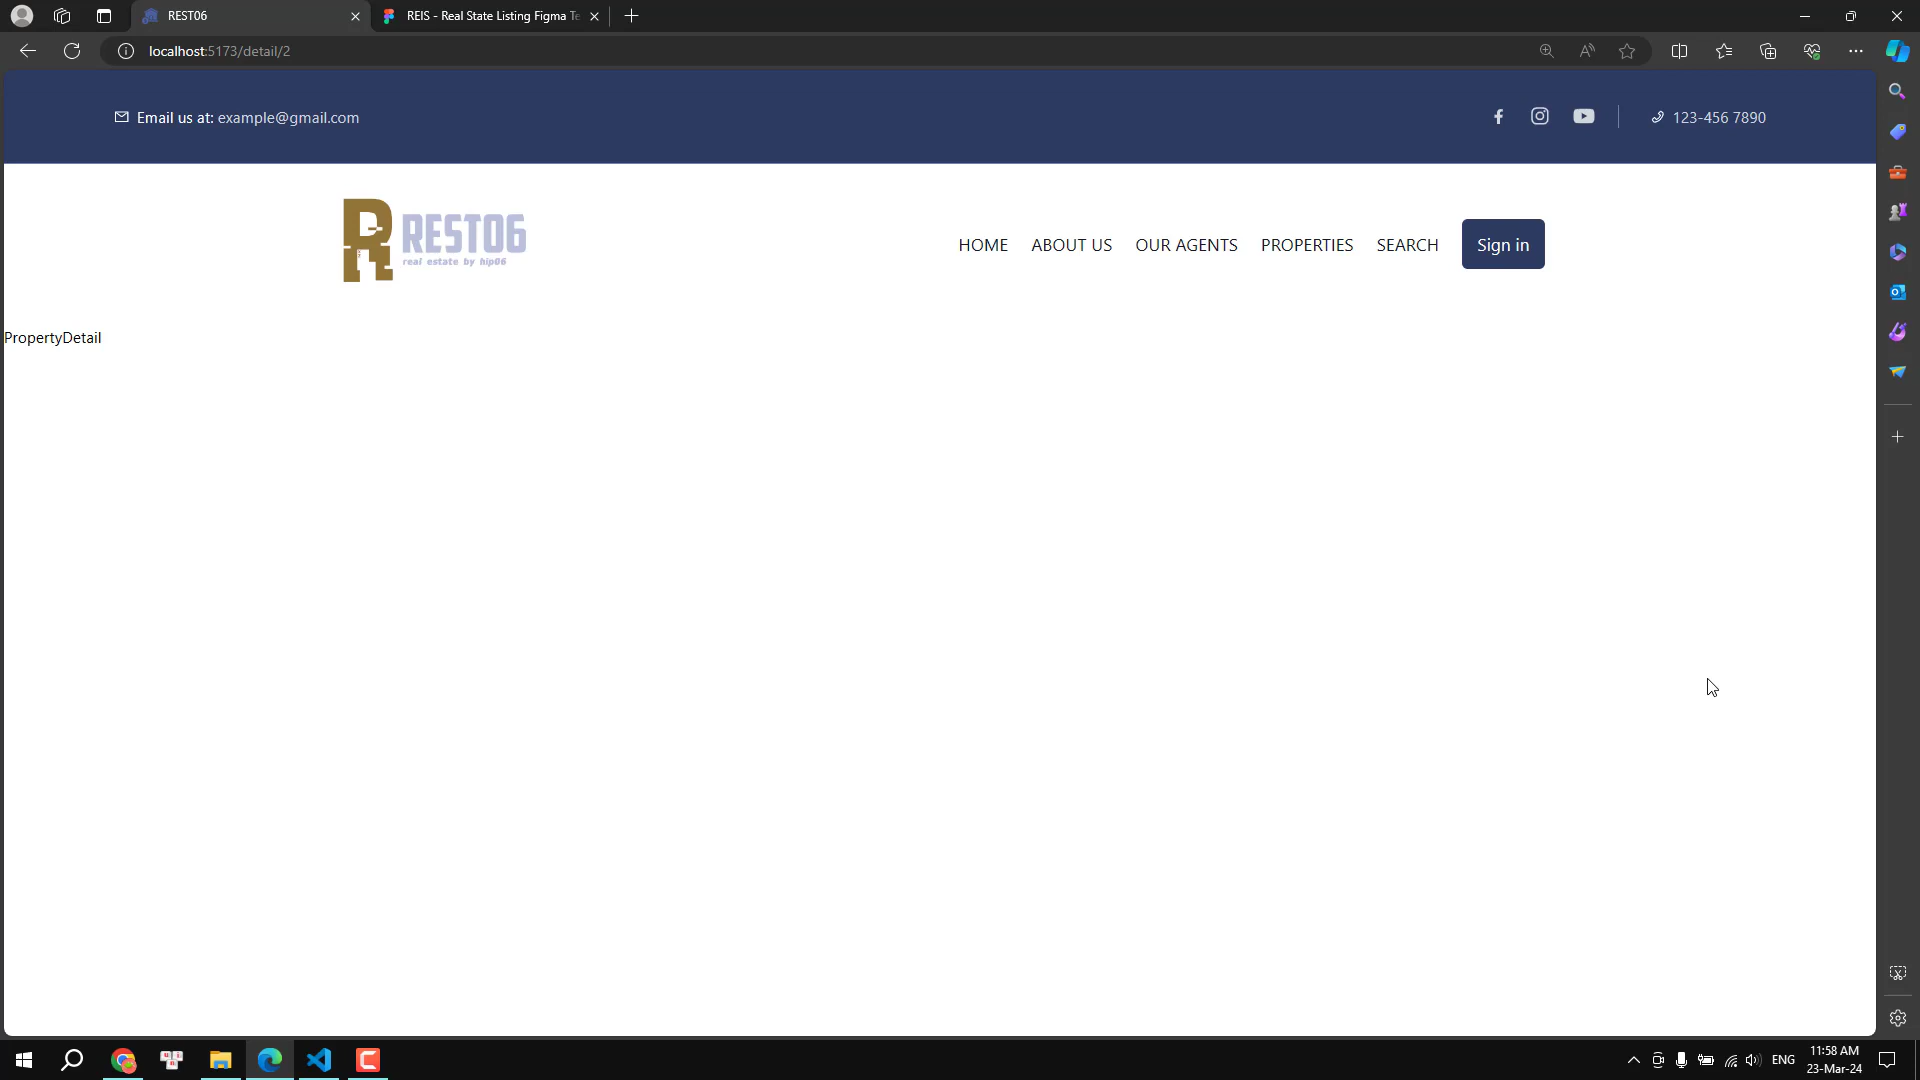 REST06
REIS - Real State Listing Figma Te
localhost:5173/detail/2
Email us at: example@gmail.com
123-456 7890
REST06
real estate by hip06
HOME
ABOUT US
OUR AGENTS
PROPERTIES
SEARCH
Sign in
PropertyDetail
ENG
11:58 AM
23-Mar-24